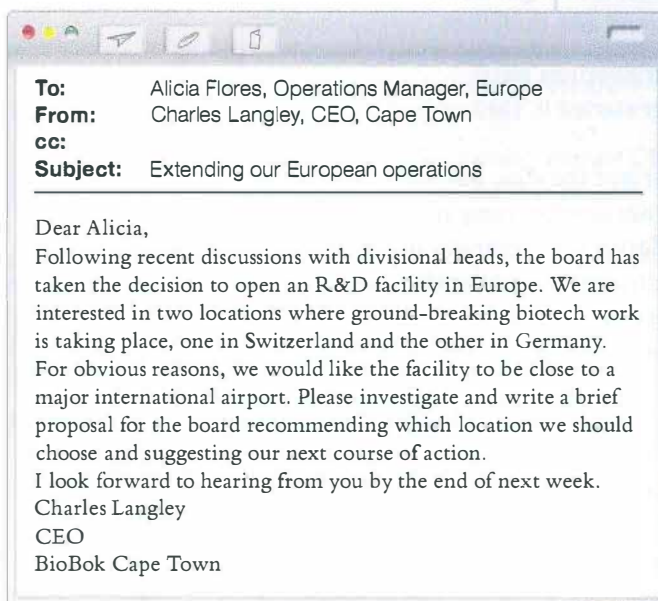 To: Alicia Flores, Operations Manager, Europe
From: Charles Langley, CEO, Cape Town
cc:
Subject: Extending our European operations
Dear Alicia,
Following recent discussions with divisional heads, the board has
taken the decision to open an R&D facility in Europe. We are
interested in two locations where ground-breaking biotech work
is taking place, one in Switzerland and the other in Germany.
For obvious reasons, we would like the facility to be close to a
major international airport. Please investigate and write a brief
proposal for the board recommending which location we should
choose and suggesting our next course of action.
I look forward to hearing from you by the end of next week.
Charles Langley
CEO
BioBok Cape Town